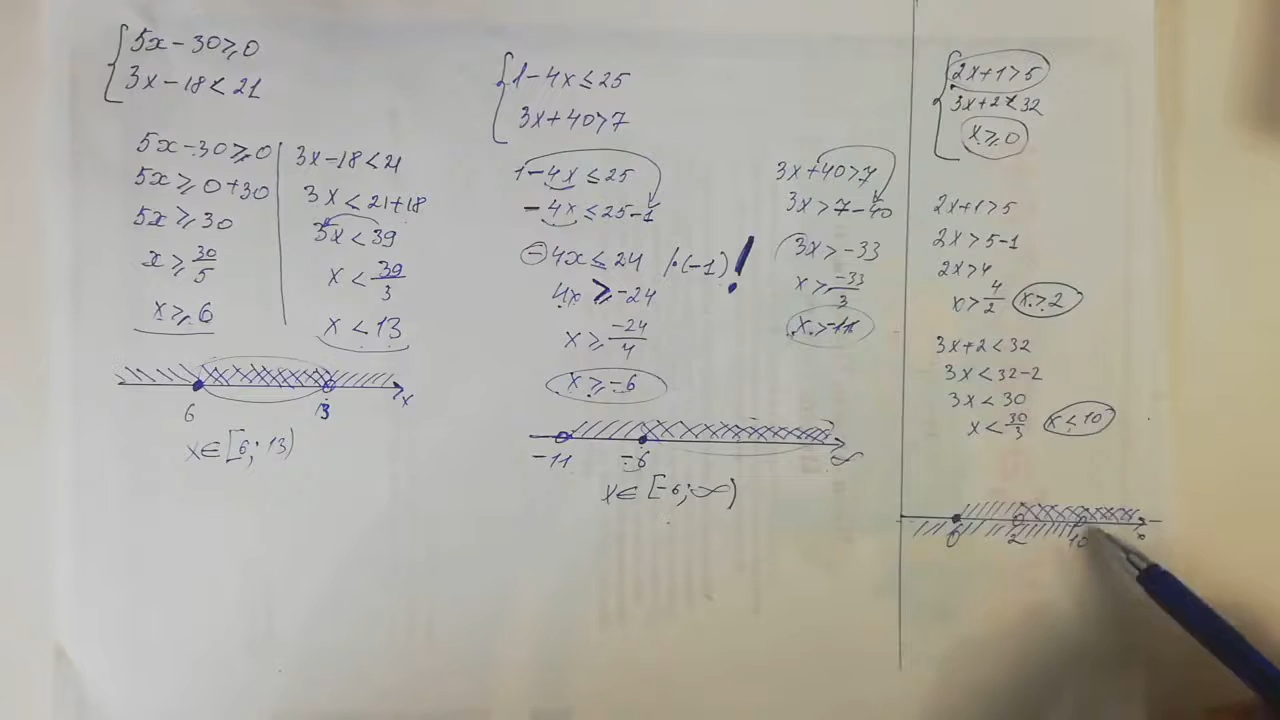 5x-30⩾0
3x-18<21
5x-30⩾0
5x⩾0+30
5x⩾30
x⩾30/5
x⩾6
3x-18<21
3x<21+18
3x<39
x<39/3
x<13
6 13 x
x∈[6; 13)
1-4x≤25
3x+40>7
1-4x≤25
-4x≤25-1
-4x≤24 /·(-1) !
4x⩾-24
x⩾-24/4
x⩾-6
3x+40>7
3x>7-40
3x>-33
x>-33/3
x>-11
-11 -6 ∞
x∈[-6; ∞)
2x+1>5
3x+2<32
x⩾0
2x+1>5
2x>5-1
2x>4
x>4/2 x>2
3x+2<32
3x<32-2
3x<30
x<30/3 x<10
0 2 10 x